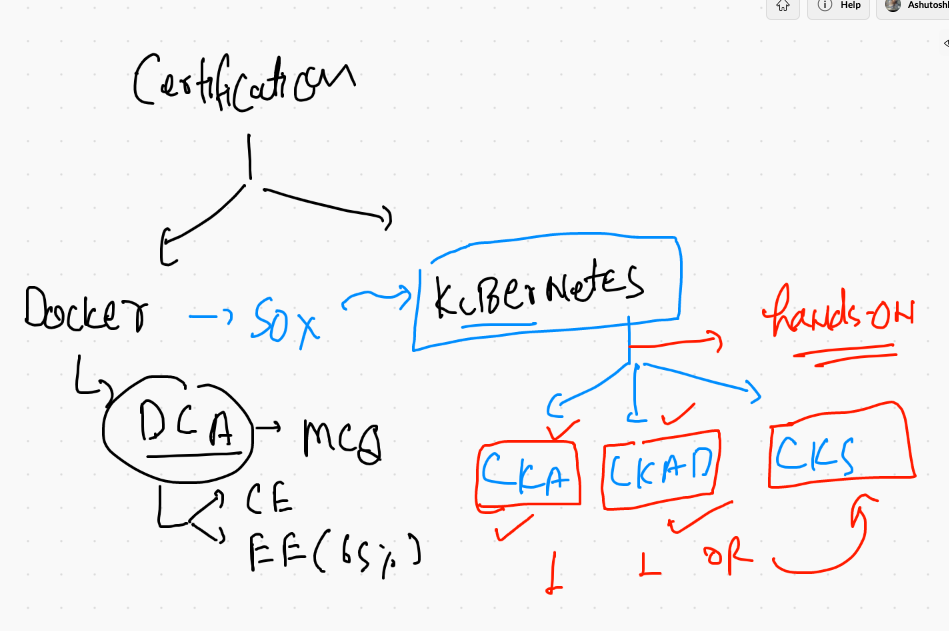 Help
Ashutosh
Certification
Docker → 50X
KuBerNetes
hands-ON
DCA → MCQ
CE
EE (65%)
CKA
CKAD
CKS
OR